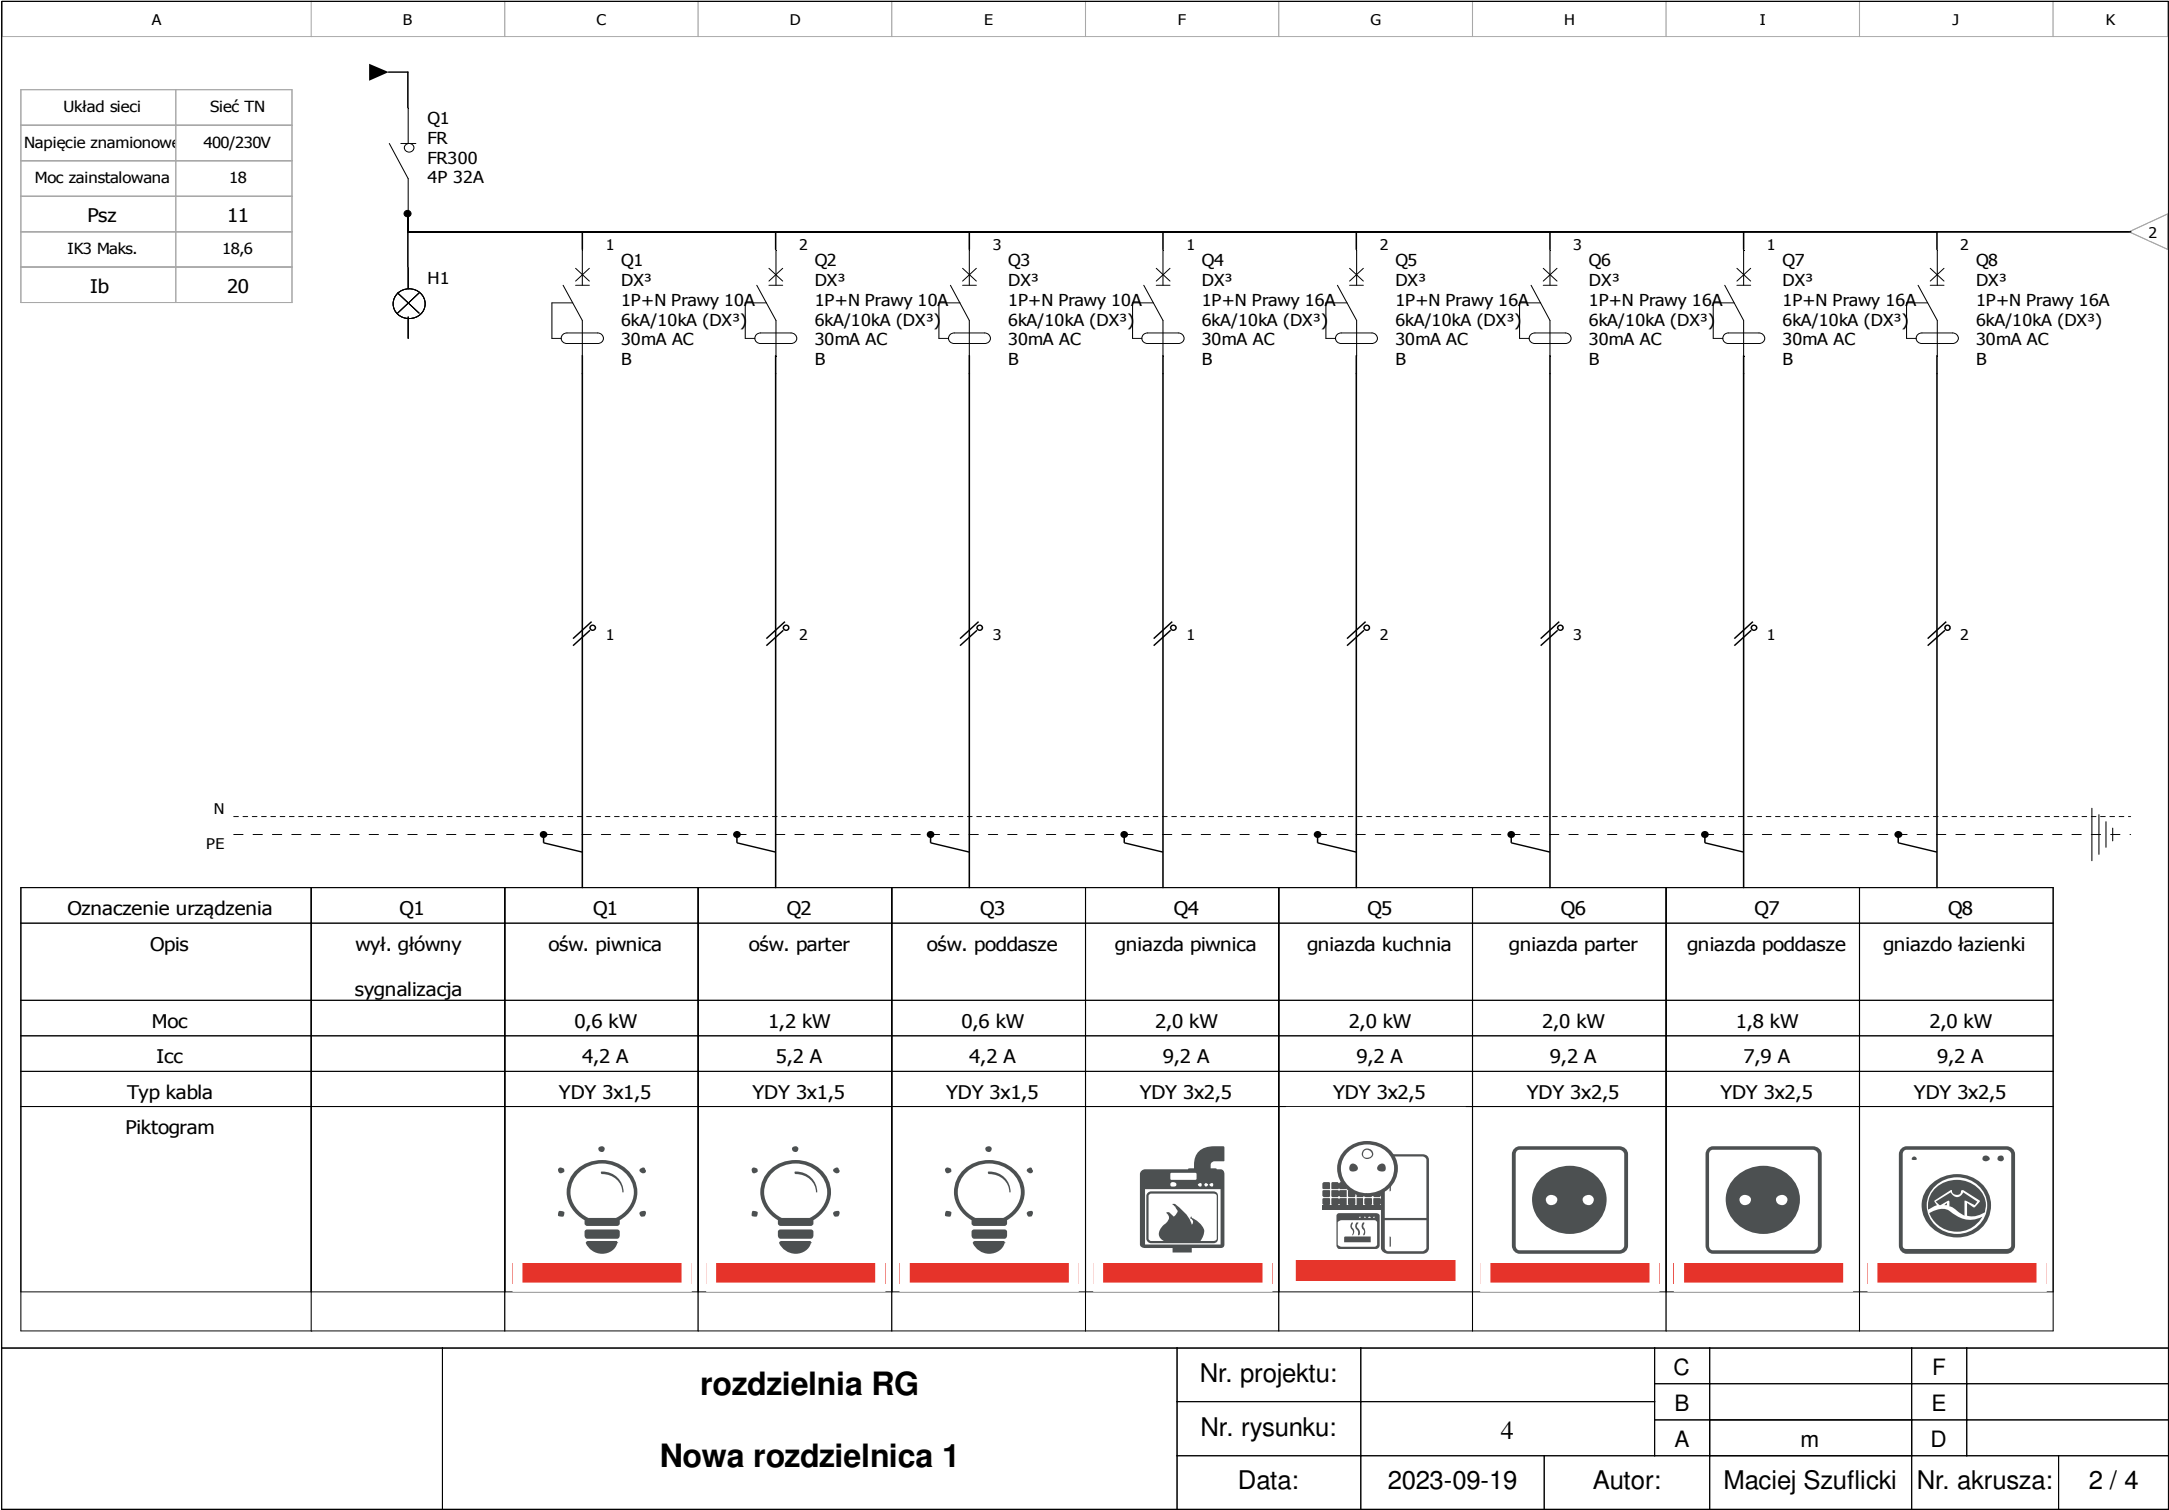 A B C D E F G H I J K
Układ sieci Sieć TN
Napięcie znamionowe 400/230V
Moc zainstalowana 18
Psz 11
IK3 Maks. 18,6
Ib 20
Q1
FR
FR300
4P 32A
H1
2
1 2 3 1 2 3 1 2
Q1 Q2 Q3 Q4 Q5 Q6 Q7 Q8
DX³ DX³ DX³ DX³ DX³ DX³ DX³ DX³
1P+N Prawy 10A 1P+N Prawy 10A 1P+N Prawy 10A 1P+N Prawy 16A 1P+N Prawy 16A 1P+N Prawy 16A 1P+N Prawy 16A 1P+N Prawy 16A
6kA/10kA (DX³) 6kA/10kA (DX³) 6kA/10kA (DX³) 6kA/10kA (DX³) 6kA/10kA (DX³) 6kA/10kA (DX³) 6kA/10kA (DX³) 6kA/10kA (DX³)
30mA AC 30mA AC 30mA AC 30mA AC 30mA AC 30mA AC 30mA AC 30mA AC
B B B B B B B B
1 2 3 1 2 3 1 2
N
PE
Oznaczenie urządzenia Q1 Q1 Q2 Q3 Q4 Q5 Q6 Q7 Q8
Opis wył. główny ośw. piwnica ośw. parter ośw. poddasze gniazda piwnica gniazda kuchnia gniazda parter gniazda poddasze gniazdo łazienki
sygnalizacja
Moc 0,6 kW 1,2 kW 0,6 kW 2,0 kW 2,0 kW 2,0 kW 1,8 kW 2,0 kW
Icc 4,2 A 5,2 A 4,2 A 9,2 A 9,2 A 9,2 A 7,9 A 9,2 A
Typ kabla YDY 3x1,5 YDY 3x1,5 YDY 3x1,5 YDY 3x2,5 YDY 3x2,5 YDY 3x2,5 YDY 3x2,5 YDY 3x2,5
Piktogram
rozdzielnia RG
Nowa rozdzielnica 1
Nr. projektu: C F
B E
Nr. rysunku: 4 A m D
Data: 2023-09-19 Autor: Maciej Szuflicki Nr. akrusza: 2 / 4